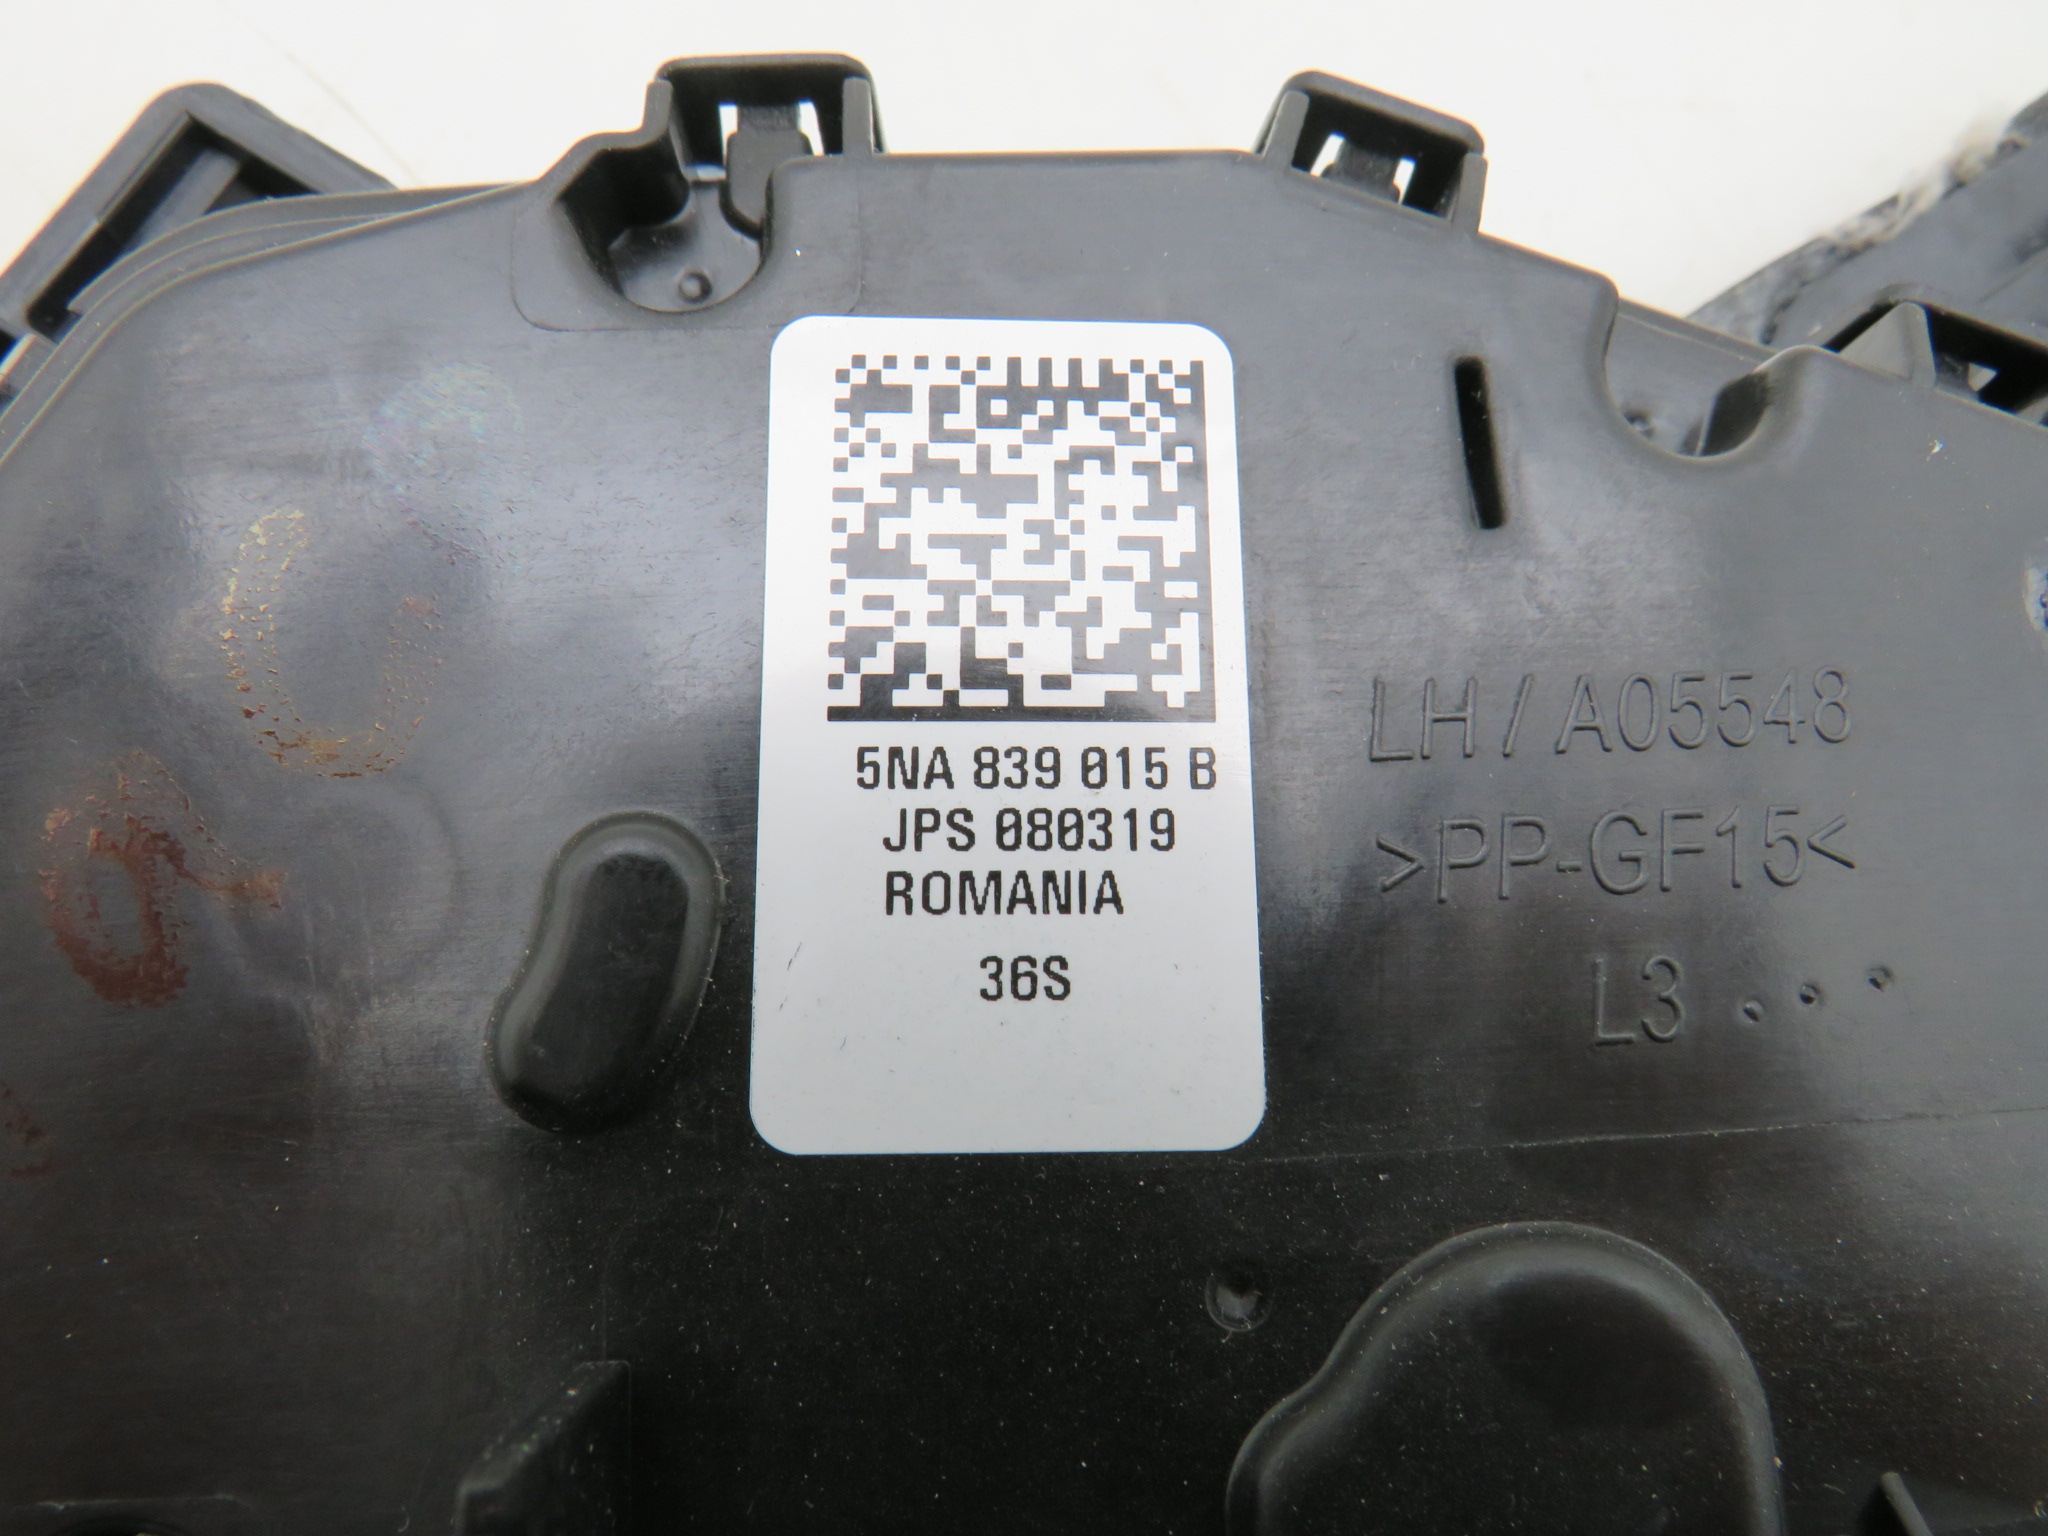 5NA 839 015 B
JPS 080319
ROMANIA
36S
LH / A05548
>PP-GF15<
L3